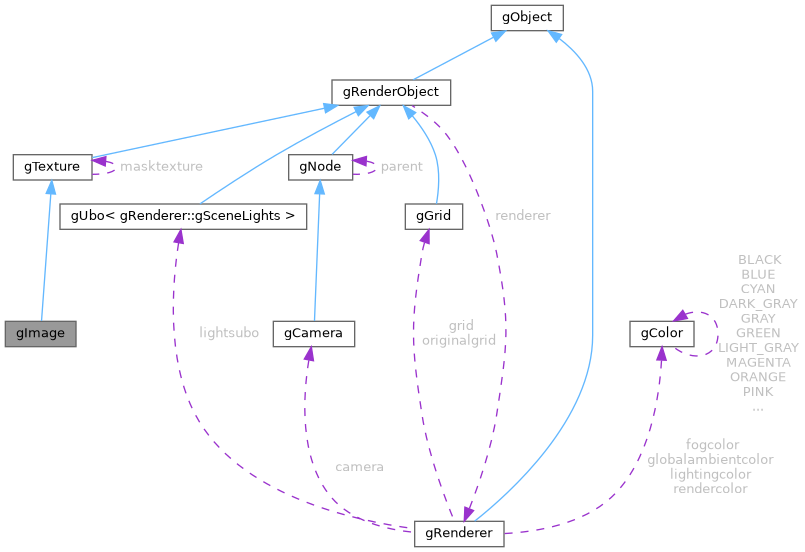 gObject
gRenderObject
gTexture
masktexture
gNode
parent
gUbo< gRenderer::gSceneLights >
gGrid
renderer
BLACK
BLUE
CYAN
DARK_GRAY
GRAY
GREEN
LIGHT_GRAY
MAGENTA
ORANGE
PINK
...
gImage
lightsubo
gCamera
grid
originalgrid
gColor
camera
fogcolor
globalambientcolor
lightingcolor
rendercolor
gRenderer